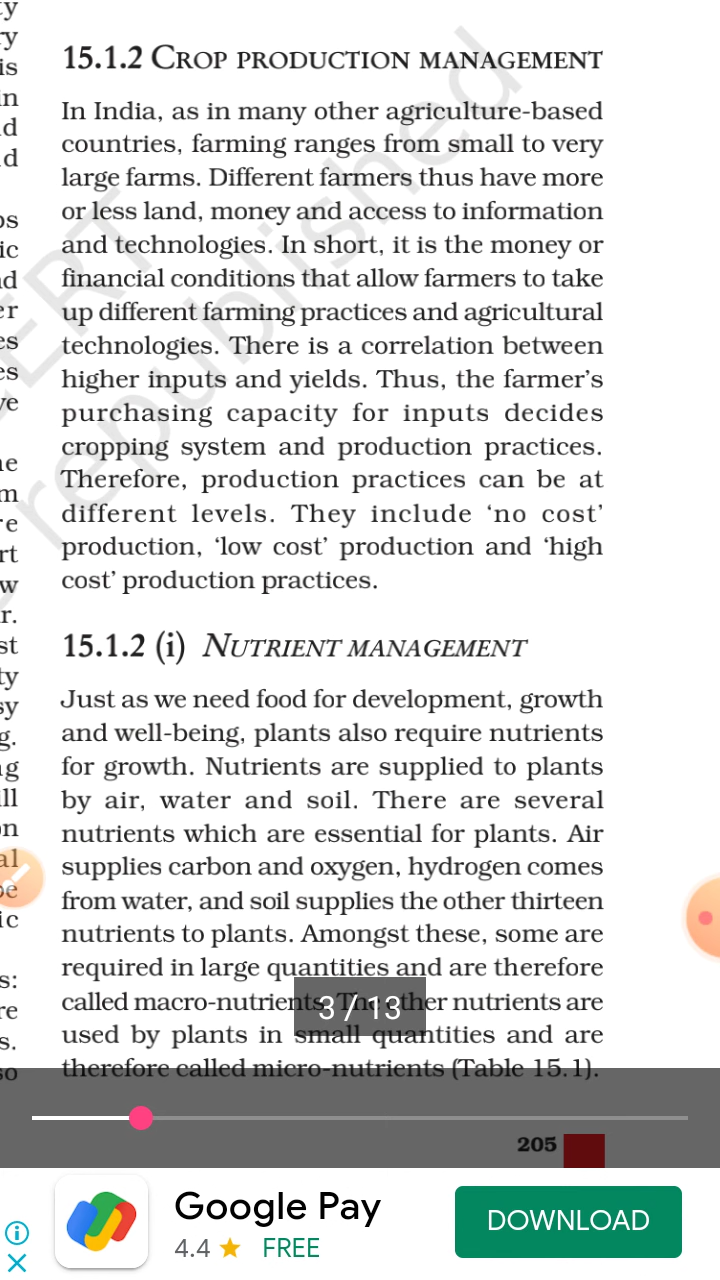 15.1.2 CROP PRODUCTION MANAGEMENT
In India, as in many other agriculture-based
countries, farming ranges from small to very
large farms. Different farmers thus have more
or less land, money and access to information
and technologies. In short, it is the money or
financial conditions that allow farmers to take
up different farming practices and agricultural
technologies. There is a correlation between
higher inputs and yields. Thus, the farmer's
purchasing capacity for inputs decides
cropping system and production practices.
Therefore, production practices can be at
different levels. They include 'no cost'
production, 'low cost' production and 'high
cost' production practices.
15.1.2 (i) NUTRIENT MANAGEMENT
Just as we need food for development, growth
and well-being, plants also require nutrients
for growth. Nutrients are supplied to plants
by air, water and soil. There are several
nutrients which are essential for plants. Air
supplies carbon and oxygen, hydrogen comes
from water, and soil supplies the other thirteen
nutrients to plants. Amongst these, some are
required in large quantities and are therefore
called macro-nutrients. The other nutrients are
used by plants in small quantities and are
therefore called micro-nutrients (Table 15.1).
3 / 13
205
republished
Google Pay
4.4 ★ FREE
DOWNLOAD